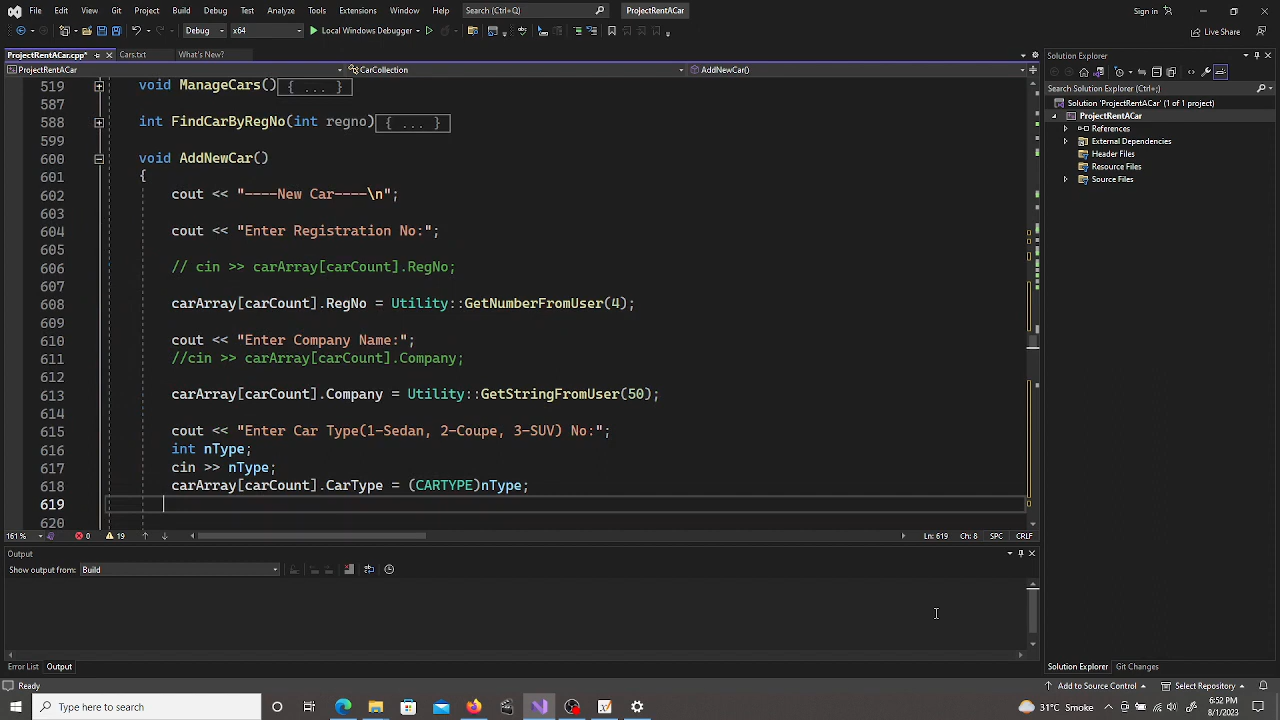 File Edit View Git Project Build Debug Test Analyze Tools Extensions Window Help Search (Ctrl+Q) ProjectRentACar Sign in
Debug x64 Local Windows Debugger Live Share
ProjectRentACar.cpp* Cars.txt What's New? Solution Explorer
ProjectRentACar CarCollection AddNewCar()
Search Solution Explorer (Ctrl+;)
Solution 'ProjectRentACar' (1 of 1 project)
ProjectRentACar
References
External Dependencies
Header Files
Resource Files
Source Files
519 void ManageCars(){ ... }
587
588 int FindCarByRegNo(int regno){ ... }
599
600 void AddNewCar()
601 {
602 cout << "----New Car----\n";
603
604 cout << "Enter Registration No:";
605
606 // cin >> carArray[carCount].RegNo;
607
608 carArray[carCount].RegNo = Utility::GetNumberFromUser(4);
609
610 cout << "Enter Company Name:";
611 //cin >> carArray[carCount].Company;
612
613 carArray[carCount].Company = Utility::GetStringFromUser(50);
614
615 cout << "Enter Car Type(1-Sedan, 2-Coupe, 3-SUV) No:";
616 int nType;
617 cin >> nType;
618 carArray[carCount].CarType = (CARTYPE)nType;
619
620
161 % 0 19 Ln: 619 Ch: 8 SPC CRLF
Output
Show output from: Build
Error List Output Solution Explorer Git Changes
Ready Add to Source Control Select Repository
Type here to search 31°C Smoke 6:52 PM
8/1/2023